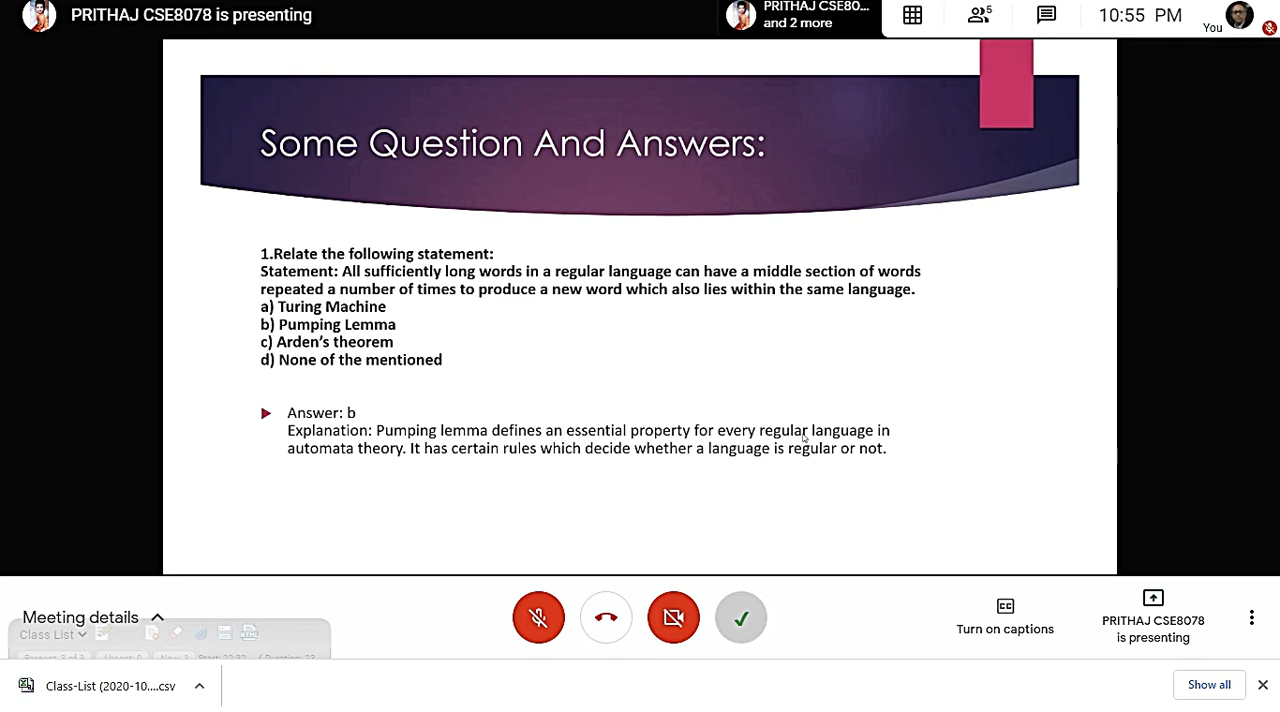 PRITHAJ CSE8078 is presenting
PRITHAJ CSE80...
and 2 more
5
10:55 PM
You
Some Question And Answers:
1.Relate the following statement:
Statement: All sufficiently long words in a regular language can have a middle section of words
repeated a number of times to produce a new word which also lies within the same language.
a) Turing Machine
b) Pumping Lemma
c) Arden’s theorem
d) None of the mentioned
Answer: b
Explanation: Pumping lemma defines an essential property for every regular language in
automata theory. It has certain rules which decide whether a language is regular or not.
Meeting details
Class List
CC
Turn on captions
PRITHAJ CSE8078
is presenting
Class-List (2020-10....csv
Show all